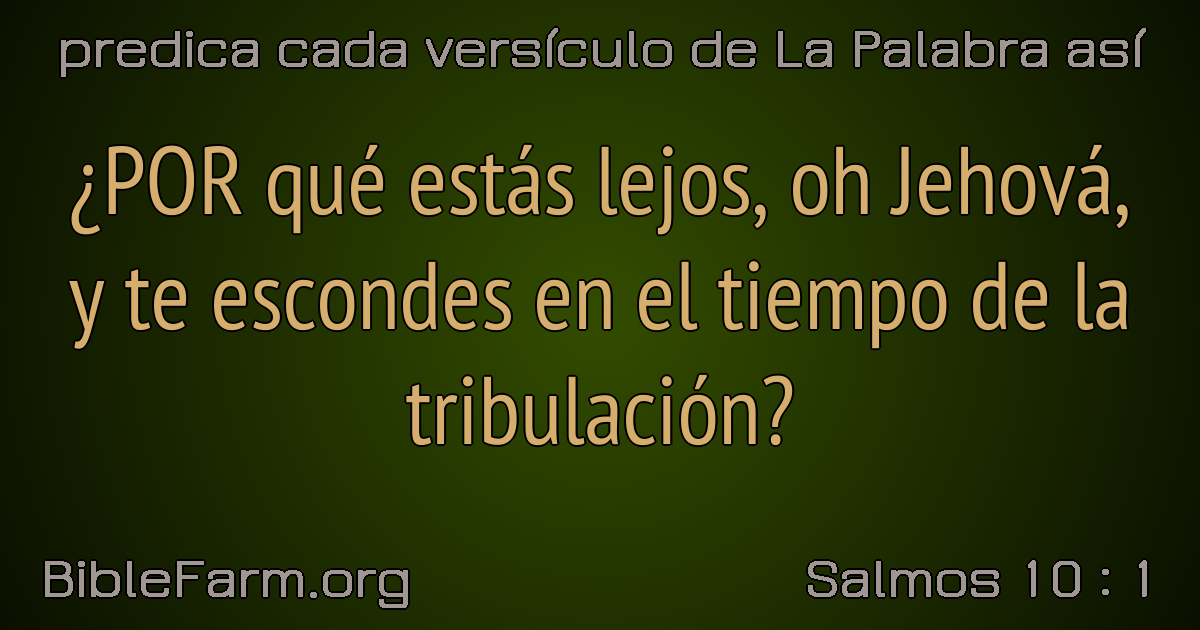 predica cada versículo de La Palabra así
¿POR qué estás lejos, oh Jehová,
y te escondes en el tiempo de la
tribulación?
BibleFarm.org
Salmos 10 : 1